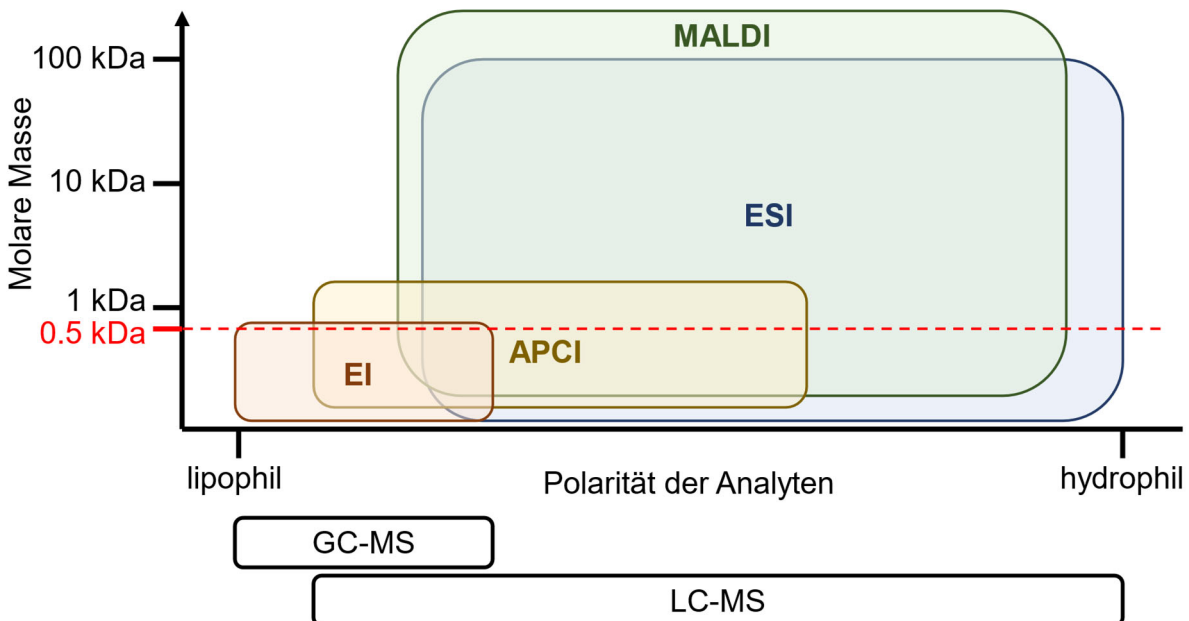 MALDI
100 kDa
Molare Masse
10 kDa
ESI
1 kDa
0.5 kDa
APCI
EI
lipophil
Polarität der Analyten
hydrophil
GC-MS
LC-MS